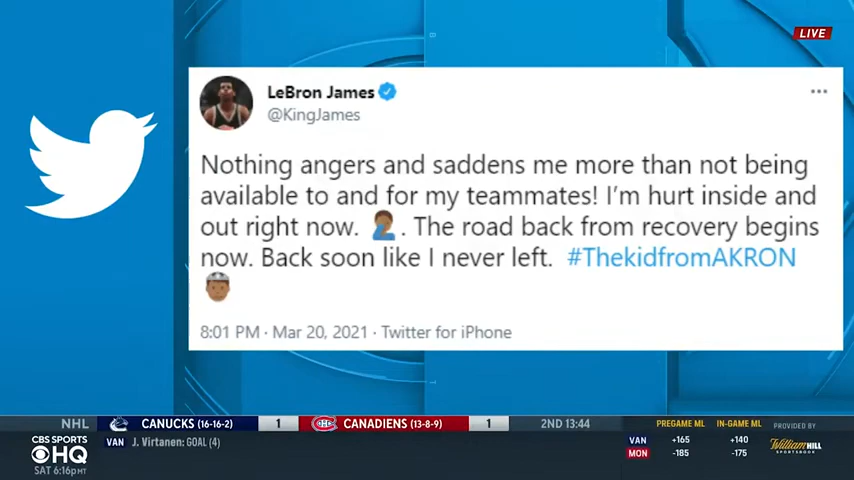 LIVE
LeBron James
@KingJames
Nothing angers and saddens me more than not being
available to and for my teammates! I'm hurt inside and
out right now. 🤦🏾‍♂️. The road back from recovery begins
now. Back soon like I never left. #ThekidfromAKRON
8:01 PM · Mar 20, 2021 · Twitter for iPhone
NHL CANUCKS (16-16-2) 1 CANADIENS (13-8-9) 1 2ND 13:44
VAN J. Virtanen: GOAL (4)
CBS SPORTS
HQ
SAT 6:16PM PT
PREGAME ML IN-GAME ML
VAN +165 +140
MON -185 -175
PROVIDED BY
William HILL
SPORTSBOOK